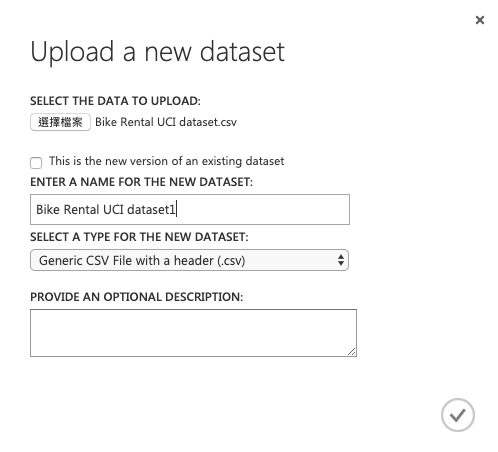 Upload a new dataset
SELECT THE DATA TO UPLOAD:
選擇檔案 Bike Rental UCI dataset.csv
This is the new version of an existing dataset
ENTER A NAME FOR THE NEW DATASET:
Bike Rental UCI dataset1
SELECT A TYPE FOR THE NEW DATASET:
Generic CSV File with a header (.csv)
PROVIDE AN OPTIONAL DESCRIPTION: